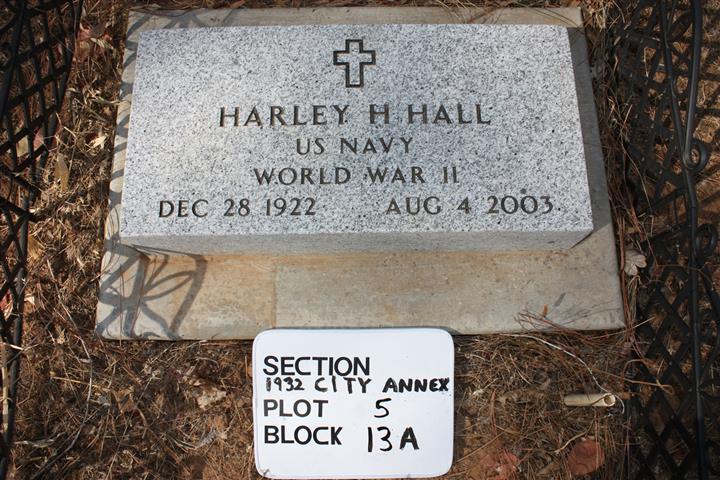 HARLEY H HALL
US NAVY
WORLD WAR II
DEC 28 1922 AUG 4 2003
SECTION
1932 CITY ANNEX
PLOT 5
BLOCK 13A